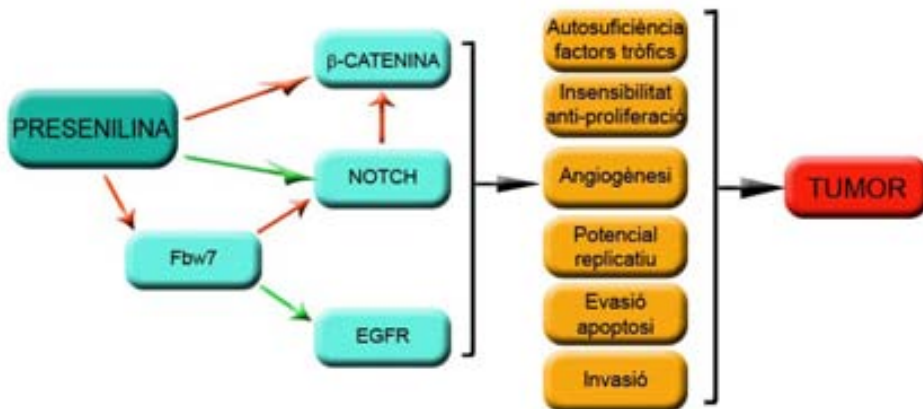 PRESENILINA
β-CATENINA
NOTCH
Fbw7
EGFR
Autosuficiència
factors tròfics
Insensibilitat
anti-proliferació
Angiogènesi
Potencial
replicatiu
Evasió
apoptosi
Invasió
TUMOR